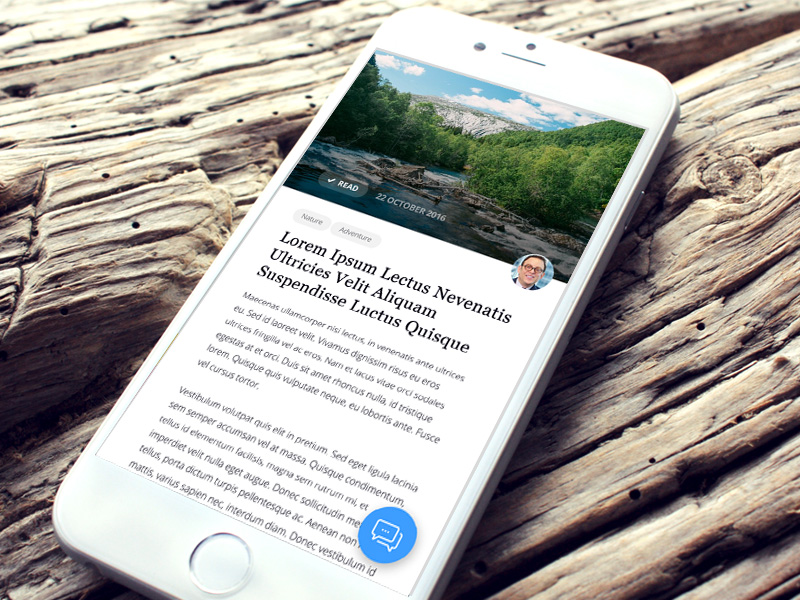 READ
22 OCTOBER 2016
Nature
Adventure
Lorem Ipsum Lectus Nevenatis
Ultricies Velit Aliquam
Suspendisse Luctus Quisque
Maecenas ullamcorper nisi lectus, in venenatis ante ultrices
eu. Sed id laoreet velit. Vivamus dignissim risus eu eros
ultrices fringilla vel ac eros. Nam et lacus vitae orci sodales
egestas at et orci. Duis sit amet rhoncus nulla, id tristique
lorem. Quisque quis vulputate neque, eu lobortis ante. Fusce
vel cursus tortor.
Vestibulum volutpat quis elit in pretium. Sed eget ligula lacinia
sem semper accumsan vel at massa. Quisque condimentum,
tellus id elementum facilisis, magna sem rutrum mi, et
imperdiet velit nulla eget augue. Donec sollicitudin me
tellus, porta dictum turpis pellentesque ac. Aenean non
mattis, varius sapien nec, interdum diam. Donec vestibulum id